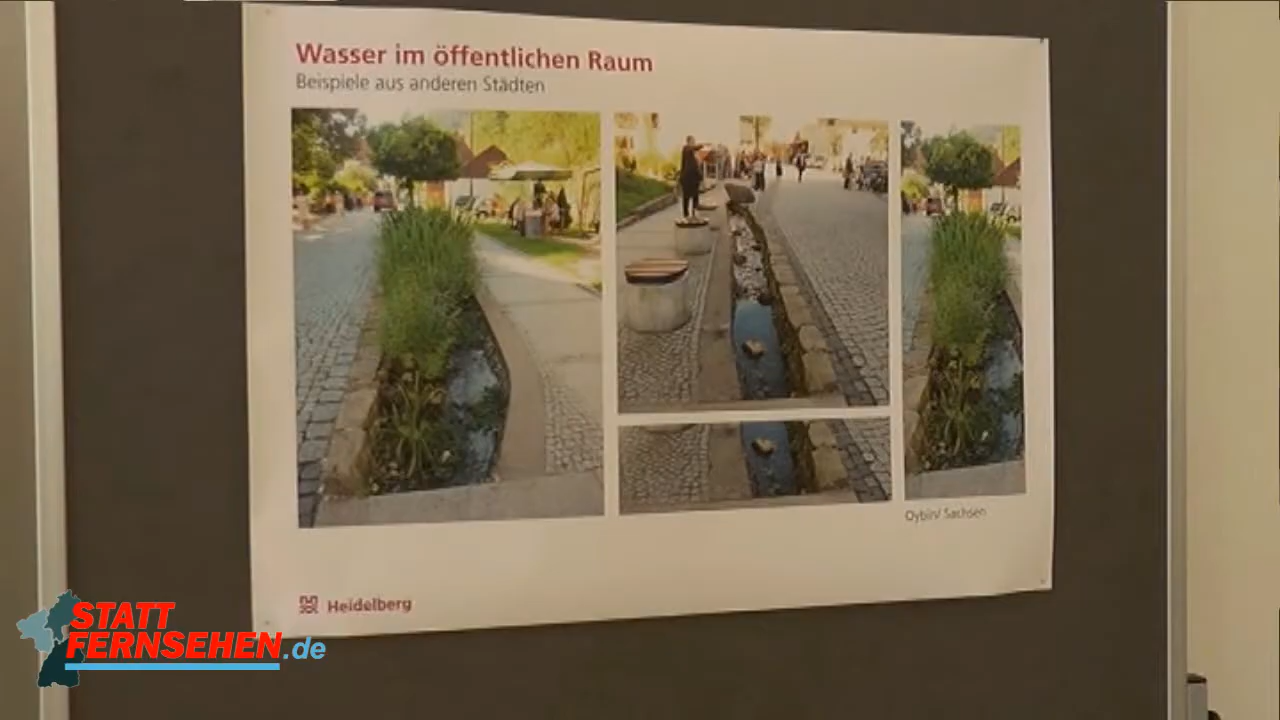 Wasser im öffentlichen Raum
Beispiele aus anderen Städten
Oybin/ Sachsen
Heidelberg
STATT
FERNSEHEN.de